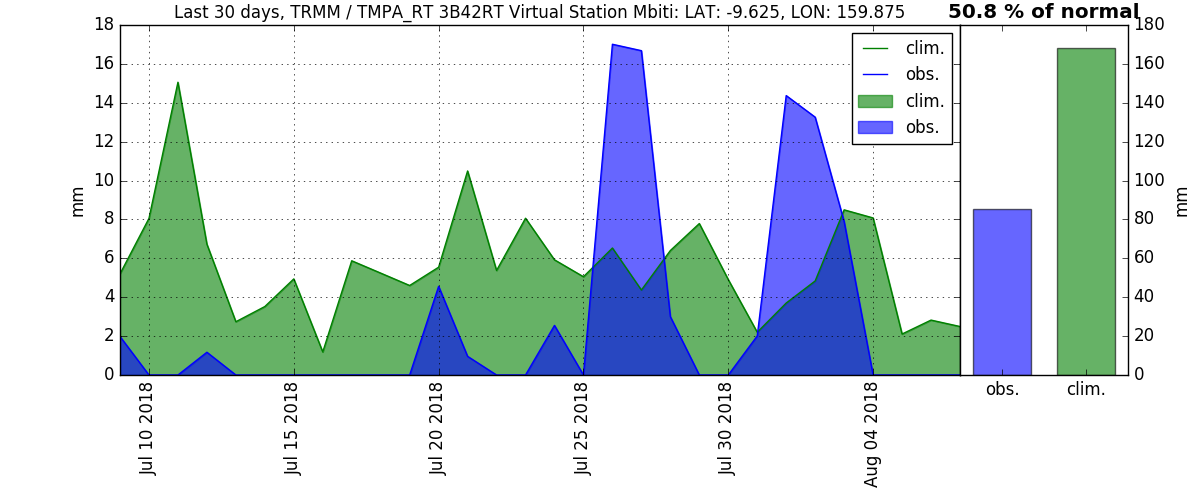 Last 30 days, TRMM / TMPA_RT 3B42RT Virtual Station Mbiti: LAT: -9.625, LON: 159.875
50.8 % of normal
18
16
14
12
10
8
6
4
2
0
mm
clim.
obs.
clim.
obs.
Jul 10 2018
Jul 15 2018
Jul 20 2018
Jul 25 2018
Jul 30 2018
Aug 04 2018
180
160
140
120
100
80
60
40
20
0
mm
obs.
clim.